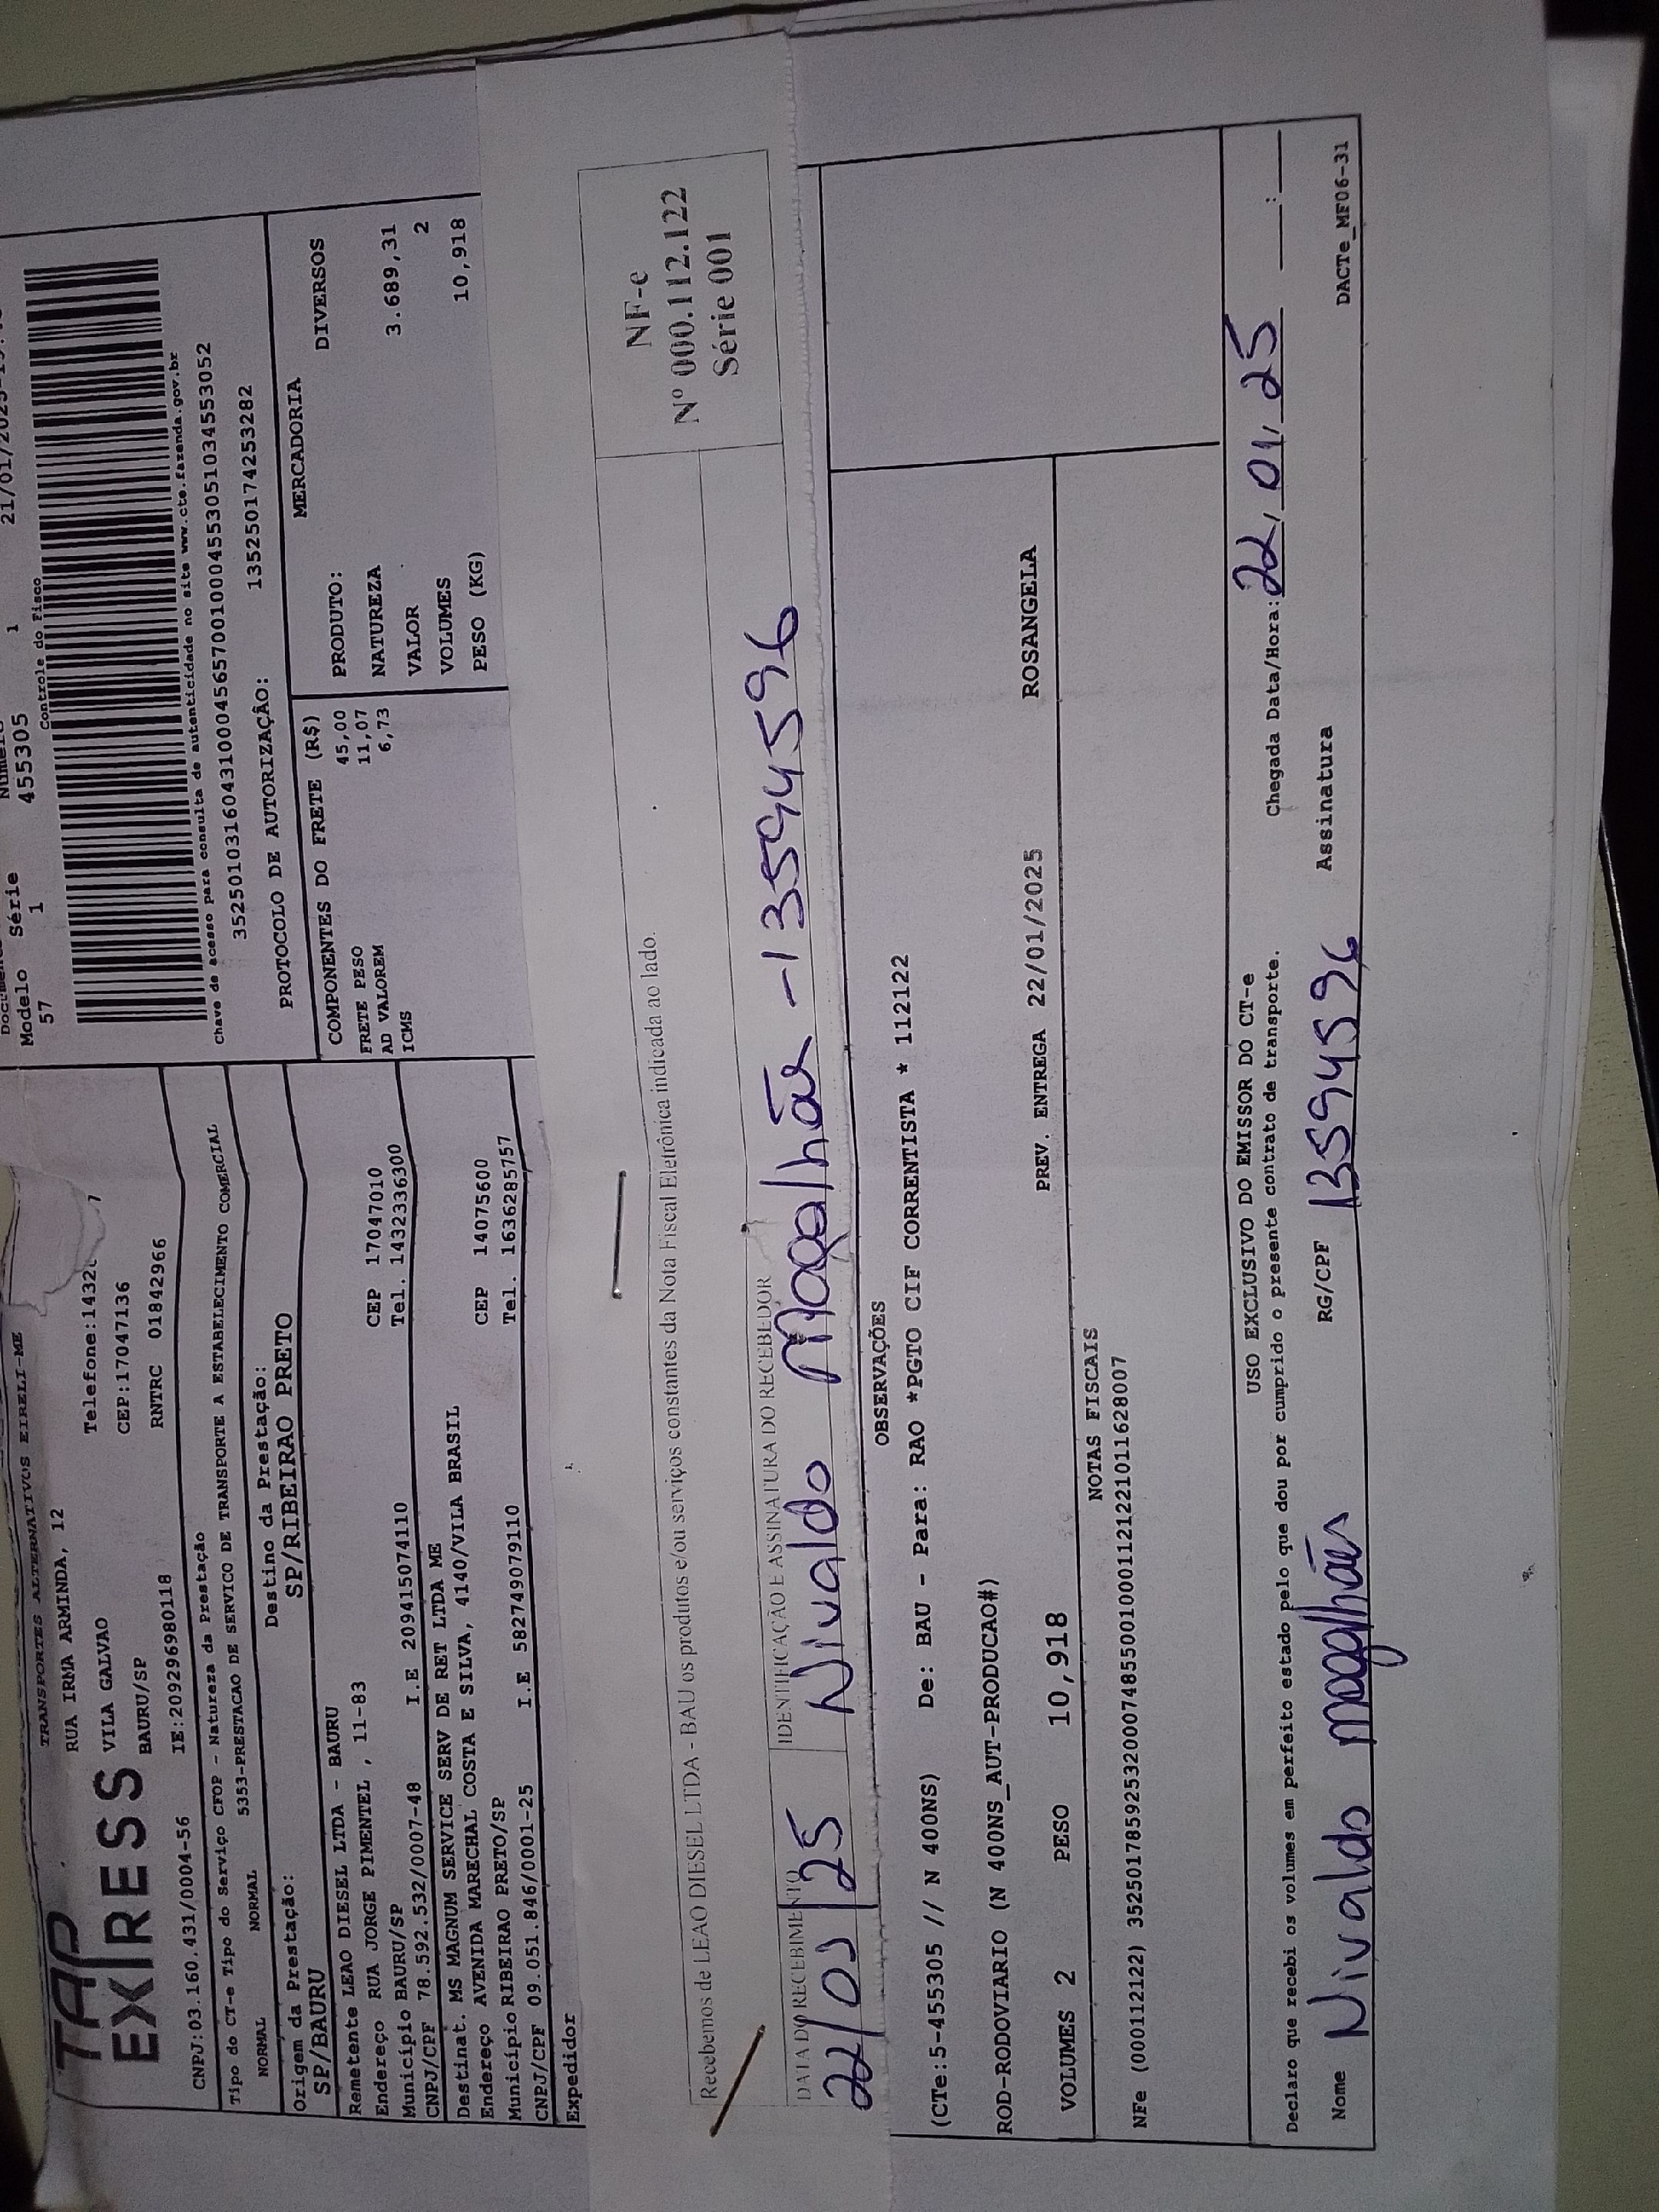 TAP
EXPRESS
TRANSPORTES ALTERNATIVOS EIRELI-ME
RUA IRMA ARMINDA, 12
VILA GALVAO
BAURU/SP
CEP:17047136
CNPJ:03.160.431/0004-56
IE:209296980118
RNTRC 01842966
Modelo Série
57 1 455305 1
Controle do Fisco
Chave de acesso para consulta de autenticidade no site www.cte.fazenda.gov.br
35250103160431000456570010004553051034553052
PROTOCOLO DE AUTORIZAÇÃO:
135250174253282
Tipo do CT-e Tipo do Serviço CFOP - Natureza da Prestação
NORMAL NORMAL 5353-PRESTACAO DE SERVICO DE TRANSPORTE A ESTABELECIMENTO COMERCIAL
Origem da Prestação: Destino da Prestação:
SP/BAURU SP/RIBEIRAO PRETO
Remetente LEAO DIESEL LTDA - BAURU
Endereço RUA JORGE PIMENTEL , 11-83 CEP 17047010
Município BAURU/SP Tel. 1432336300
CNPJ/CPF 78.592.532/0007-48 I.E 209415074110
Destinat. MS MAGNUM SERVICE SERV DE RET LTDA ME
Endereço AVENIDA MARECHAL COSTA E SILVA, 4140/VILA BRASIL CEP 14075600
Município RIBEIRAO PRETO/SP Tel. 1636285757
CNPJ/CPF 09.051.846/0001-25 I.E 582749079110
Expedidor
COMPONENTES DO FRETE (R$)
FRETE PESO 45,00
AD VALOREM 11,07
ICMS 6,73
MERCADORIA
PRODUTO: DIVERSOS
NATUREZA
VALOR 3.689,31
VOLUMES 2
PESO (KG) 10,918
Recebemos de LEAO DIESEL LTDA - BAU os produtos e/ou serviços constantes da Nota Fiscal Eletrônica indicada ao lado.
NF-e
Nº 000.112.122
Série 001
DATA DO RECEBIMENTO IDENTIFICAÇÃO E ASSINATURA DO RECEBEDOR
22/01/25 Nivaldo Magalhães - 13594596
OBSERVAÇÕES
(CTe:5-455305 // N 400NS) De: BAU - Para: RAO *PGTO CIF CORRENTISTA * 112122
ROD-RODOVIARIO (N 400NS_AUT-PRODUCAO#)
PREV. ENTREGA 22/01/2025 ROSANGELA
VOLUMES 2 PESO 10,918
NOTAS FISCAIS
NFe (000112122) 35250178592532000748550010001121221011628007
USO EXCLUSIVO DO EMISSOR DO CT-e
Declaro que recebi os volumes em perfeito estado pelo que dou por cumprido o presente contrato de transporte. Chegada Data/Hora: 22/01/25 __:__
Nome Nivaldo magalhães RG/CPF 13594596 Assinatura
DACTe_MF06-31